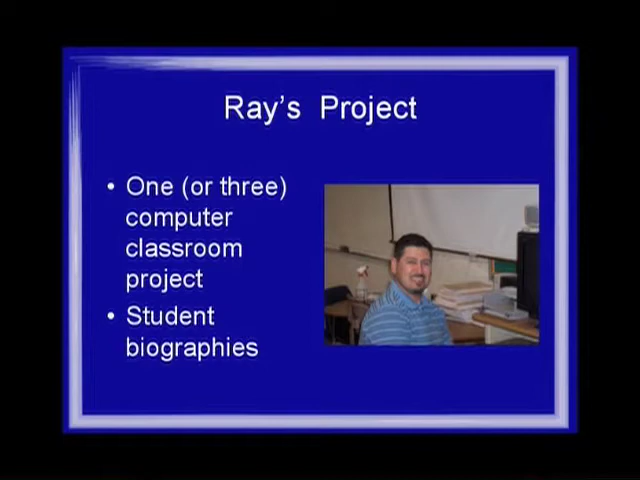 Ray's  Project
• One (or three)
computer
classroom
project
• Student
biographies